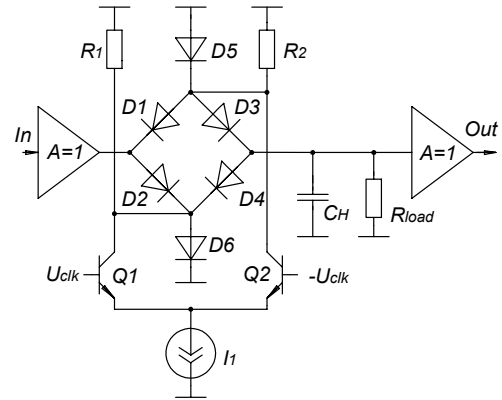 R1 D5 R2
D1 D3
In Out
A=1 A=1
D2 D4
CH Rload
D6
Uclk Q1 Q2 -Uclk
I1